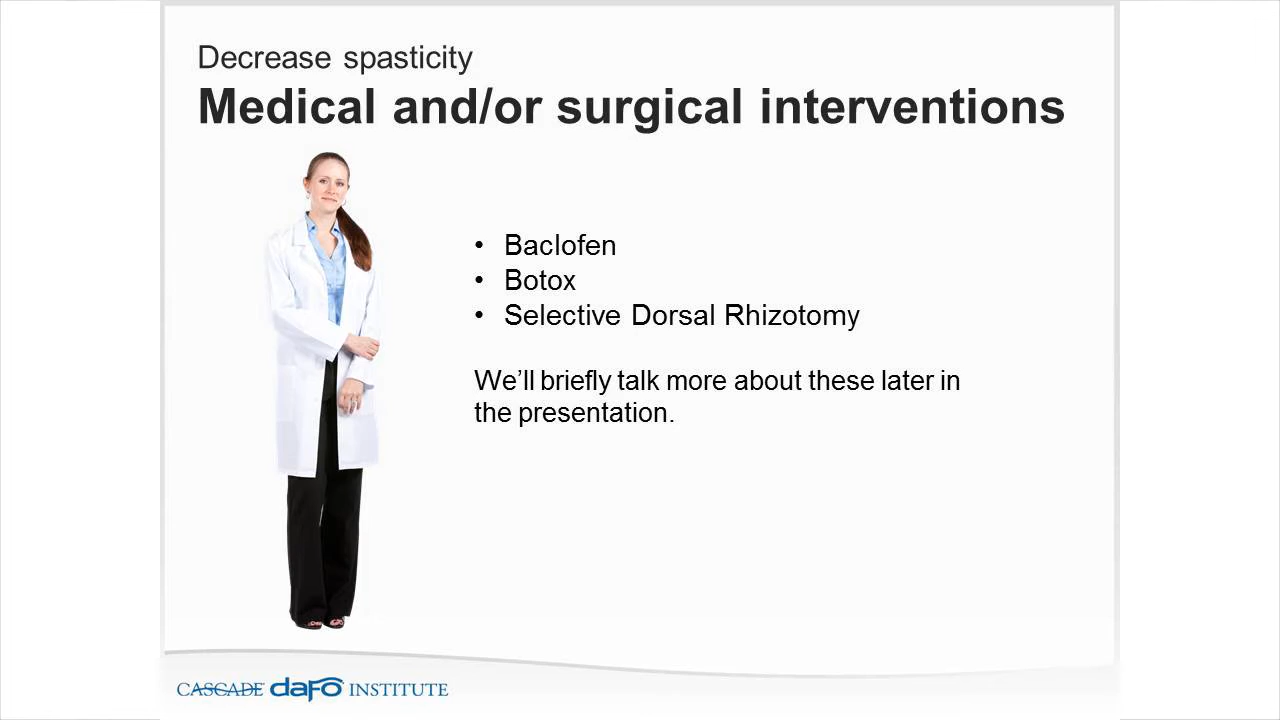 Decrease spasticity
Medical and/or surgical interventions
• Baclofen
• Botox
• Selective Dorsal Rhizotomy
We’ll briefly talk more about these later in
the presentation.
CASCADE dafo INSTITUTE